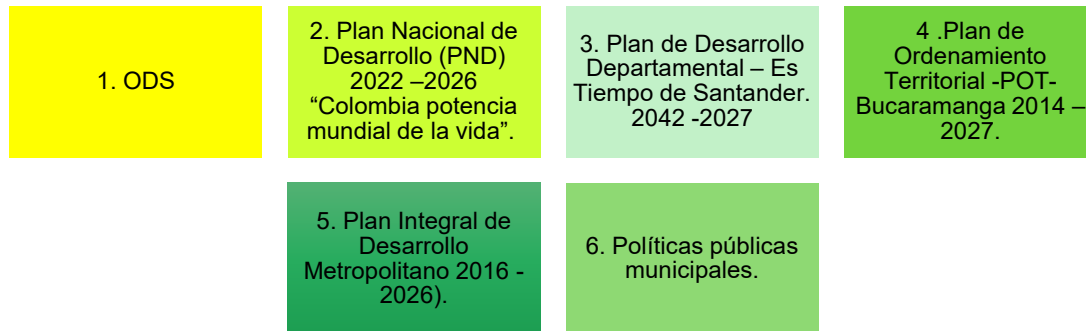 1. ODS
2. Plan Nacional de
Desarrollo (PND)
2022 –2026
“Colombia potencia
mundial de la vida”.
3. Plan de Desarrollo
Departamental – Es
Tiempo de Santander.
2042 -2027
4 .Plan de
Ordenamiento
Territorial -POT-
Bucaramanga 2014 –
2027.
5. Plan Integral de
Desarrollo
Metropolitano 2016 -
2026).
6. Políticas públicas
municipales.